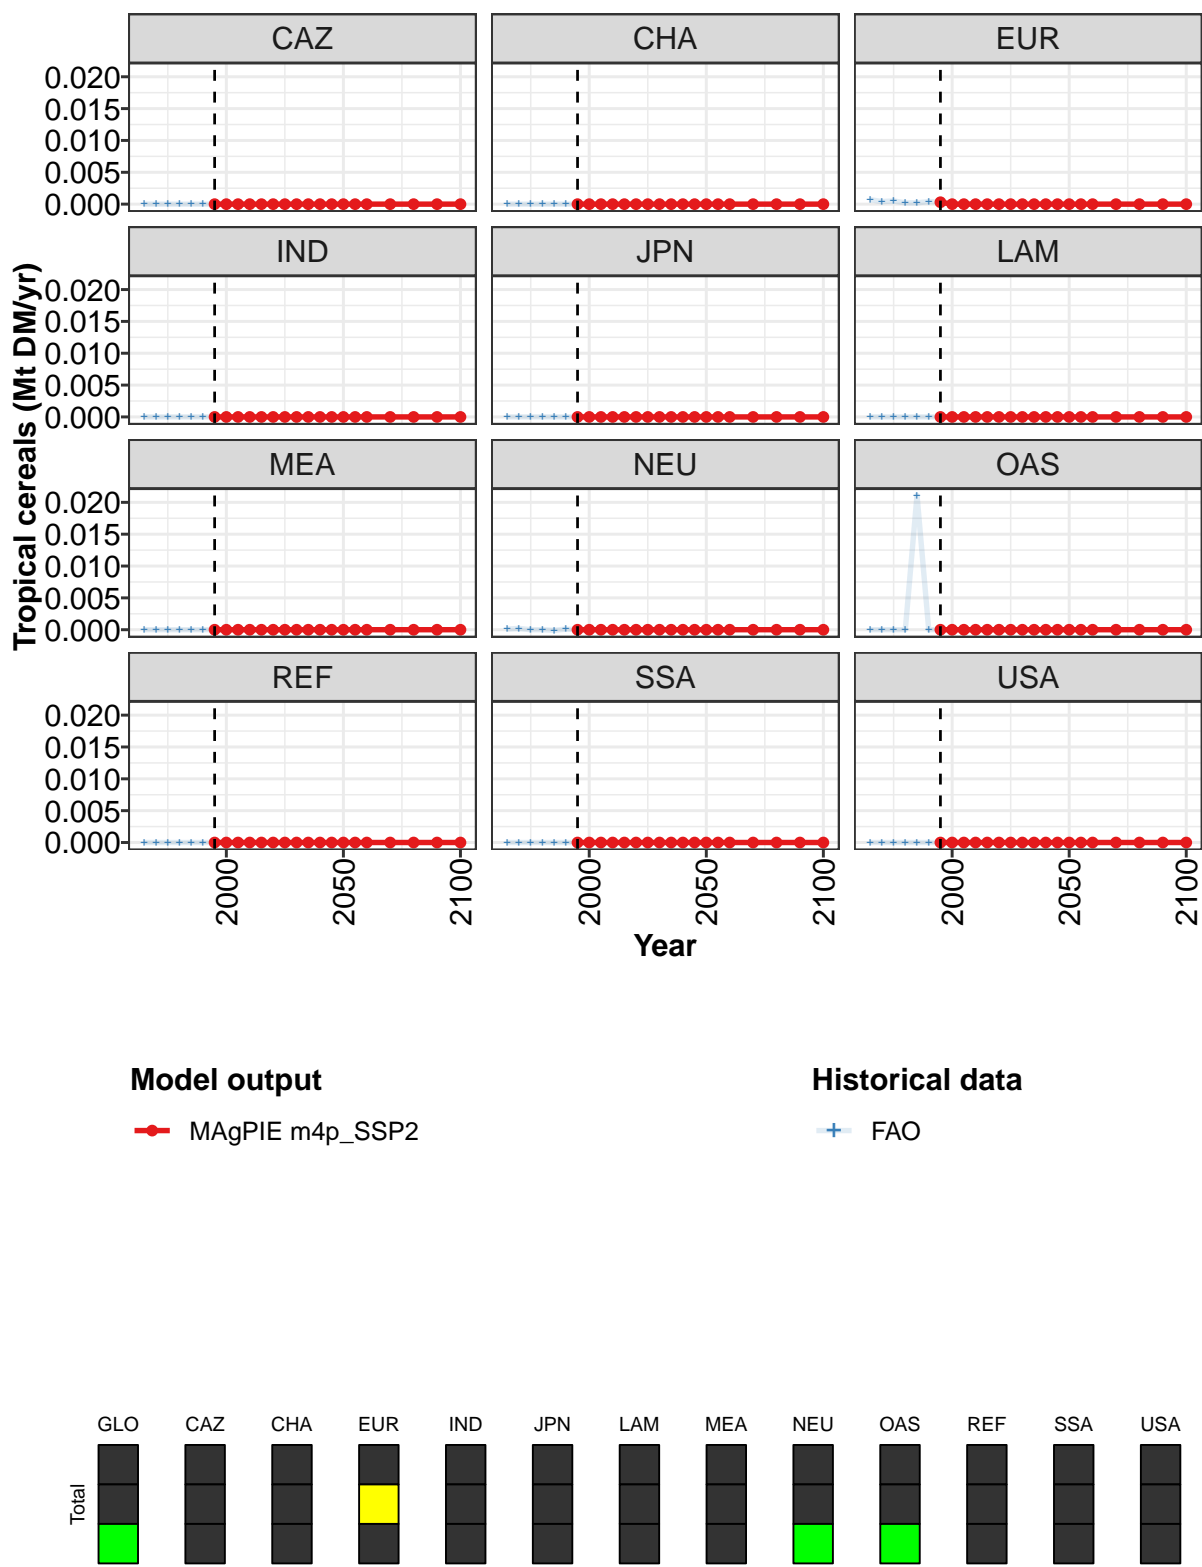 CAZ CHA EUR
0.020
0.015
0.010
0.005
0.000
IND JPN LAM
0.020
0.015
0.010
0.005
0.000
MEA NEU OAS
0.020
0.015
0.010
0.005
0.000
REF SSA USA
0.020
0.015
0.010
0.005
0.000
Tropical cereals (Mt DM/yr)
2000 2050 2100 2000 2050 2100 2000 2050 2100
Year
Model output Historical data
MAgPIE m4p_SSP2 FAO
GLO CAZ CHA EUR IND JPN LAM MEA NEU OAS REF SSA USA
Total